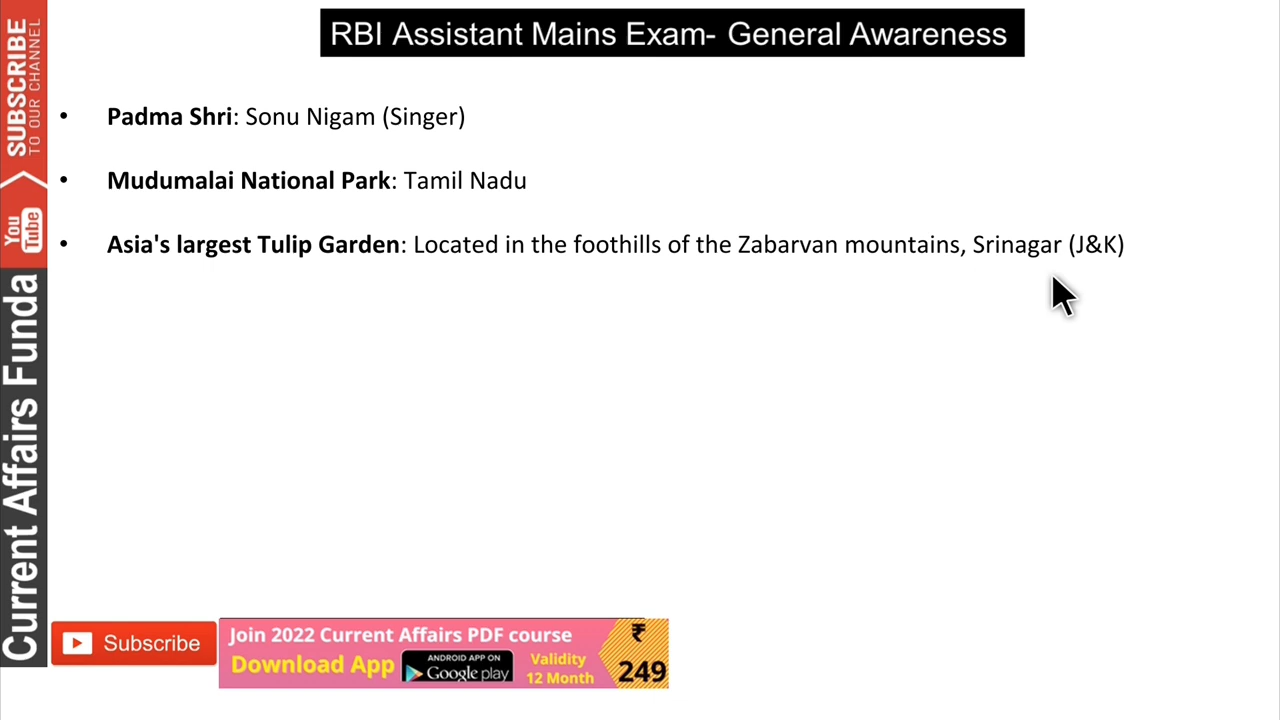 RBI Assistant Mains Exam- General Awareness
• Padma Shri: Sonu Nigam (Singer)
• Mudumalai National Park: Tamil Nadu
• Asia's largest Tulip Garden: Located in the foothills of the Zabarvan mountains, Srinagar (J&K)
SUBSCRIBE
TO OUR CHANNEL
You
Tube
Current Affairs Funda
Subscribe
Join 2022 Current Affairs PDF course
Download App
ANDROID APP ON
Google play
Validity
12 Month
₹
249